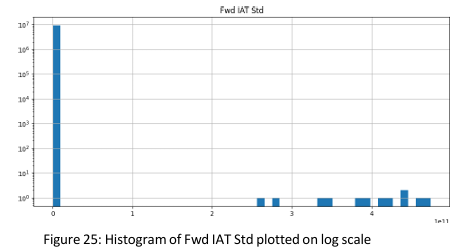 Fwd IAT Std
10⁷
10⁶
10⁵
10⁴
10³
10²
10¹
10⁰
0 1 2 3 4
1e11
Figure 25: Histogram of Fwd IAT Std plotted on log scale